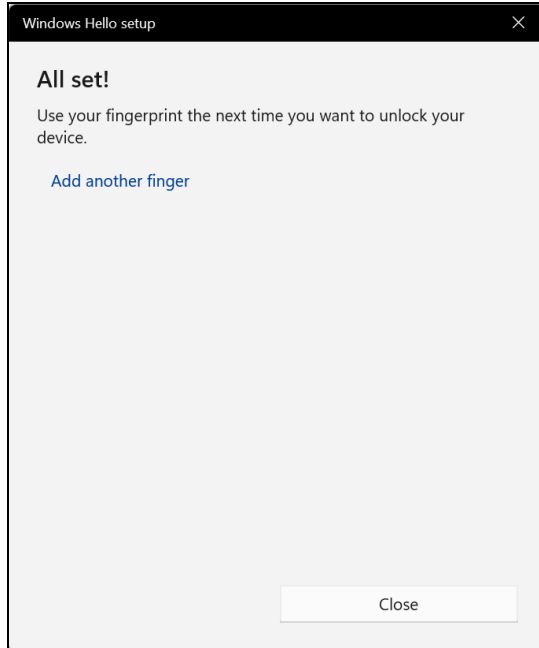 Windows Hello setup
All set!
Use your fingerprint the next time you want to unlock your
device.
Add another finger
Close